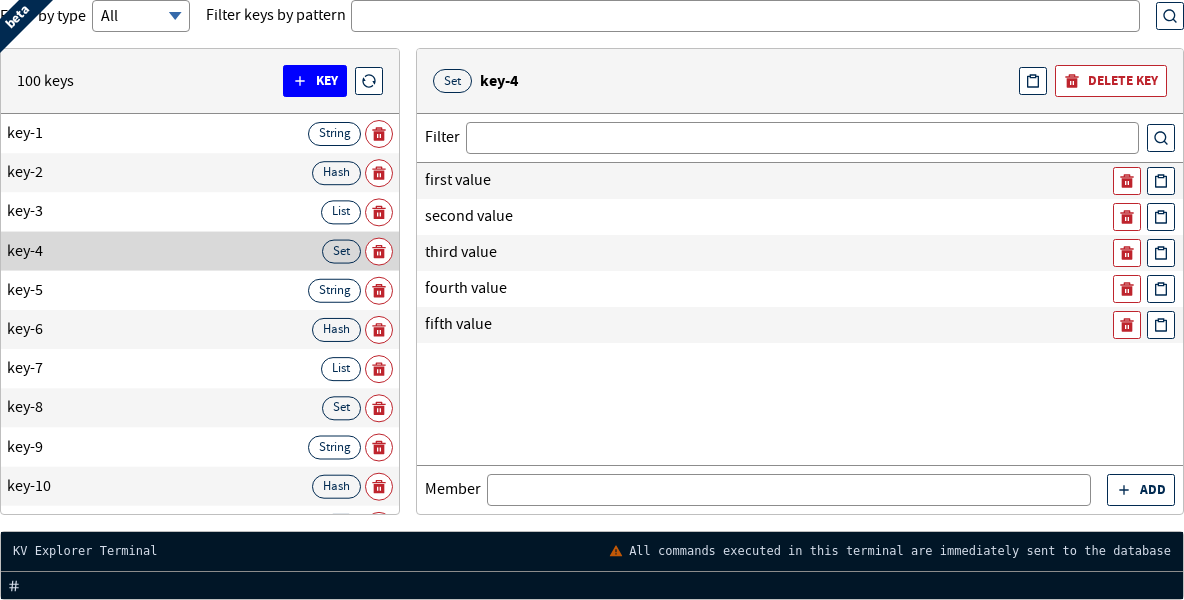 beta
by type All Filter keys by pattern
100 keys + KEY
key-1 String
key-2 Hash
key-3 List
key-4 Set
key-5 String
key-6 Hash
key-7 List
key-8 Set
key-9 String
key-10 Hash
Set key-4 DELETE KEY
Filter
first value
second value
third value
fourth value
fifth value
Member + ADD
KV Explorer Terminal All commands executed in this terminal are immediately sent to the database
#